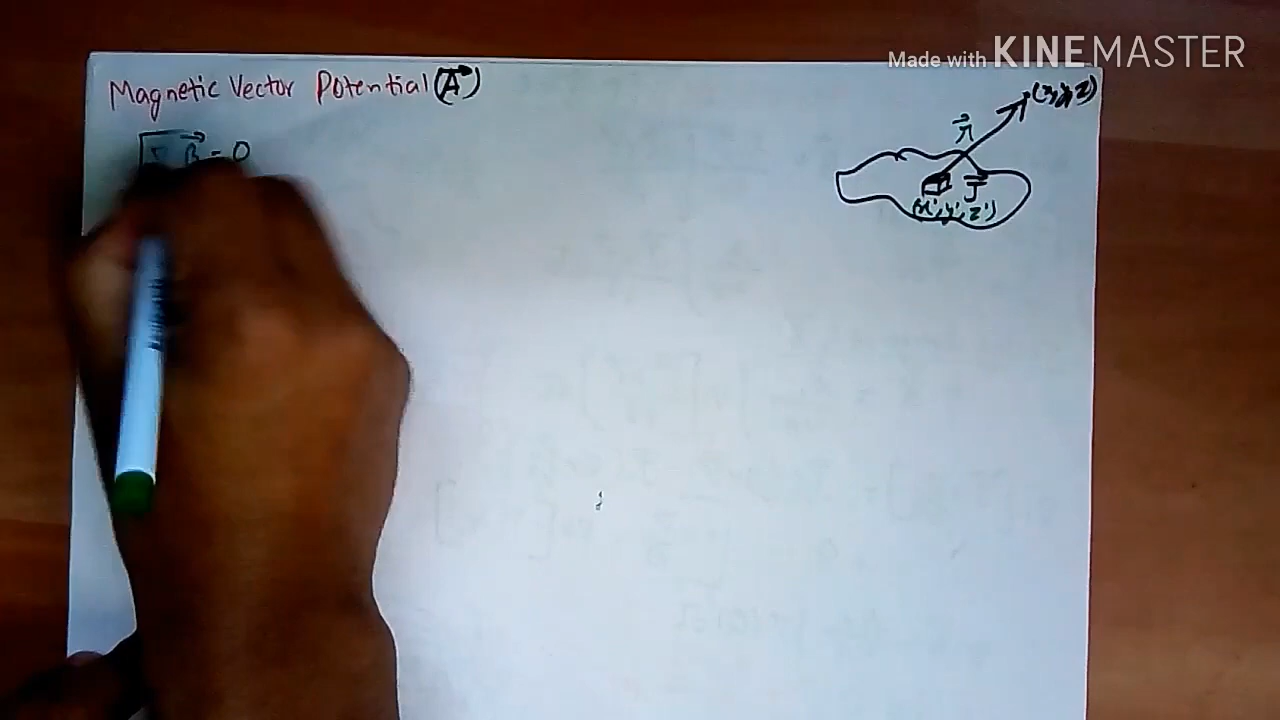 Made with KINEMASTER
Magnetic Vector Potential (A⃗)
(x, y, z)
r⃗
∇ B⃗ = 0
J
(x', y', z')